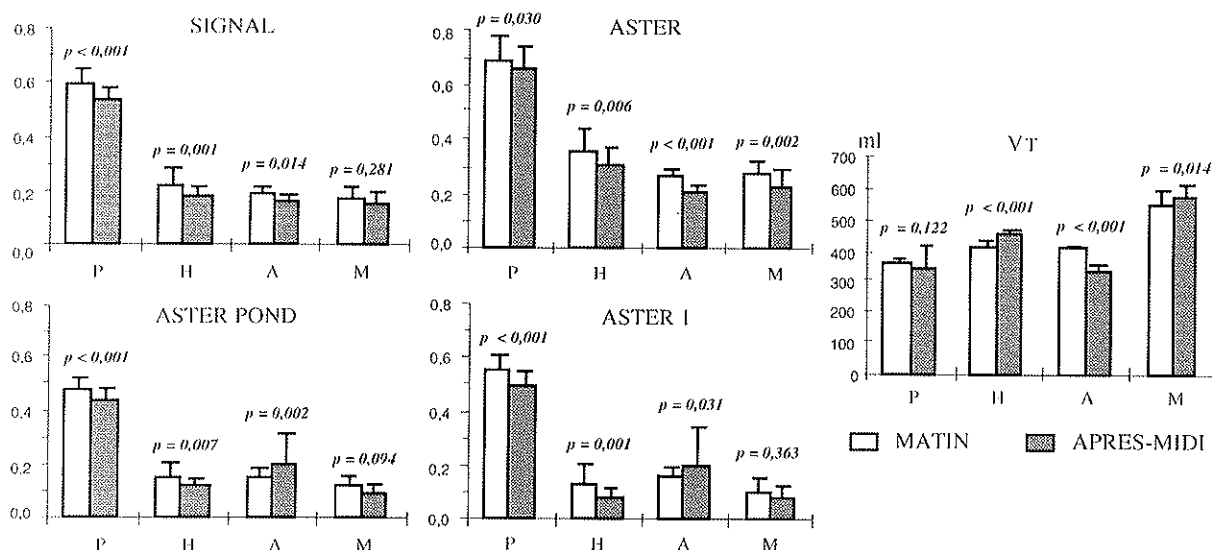 SIGNAL
0,8
0,6
0,4
0,2
0,0
p < 0,001
p = 0,001
p = 0,014
p = 0,281
P H A M
ASTER
0,8
0,6
0,4
0,2
0,0
p = 0,030
p = 0,006
p < 0,001
p = 0,002
P H A M
VT
ml
700
600
500
400
300
100
0
p = 0,122
p < 0,001
p < 0,001
p = 0,014
P H A M
MATIN APRES-MIDI
ASTER POND
0,8
0,6
0,4
0,2
0,0
p < 0,001
p = 0,007
p = 0,002
p = 0,094
P H A M
ASTER 1
0,8
0,6
0,4
0,2
0,0
p < 0,001
p = 0,001
p = 0,031
p = 0,363
P H A M